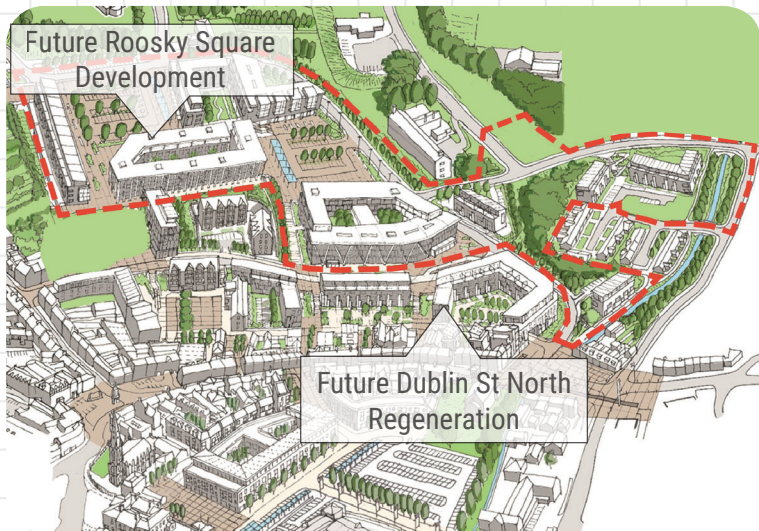 Future Roosky Square
Development
Future Dublin St North
Regeneration